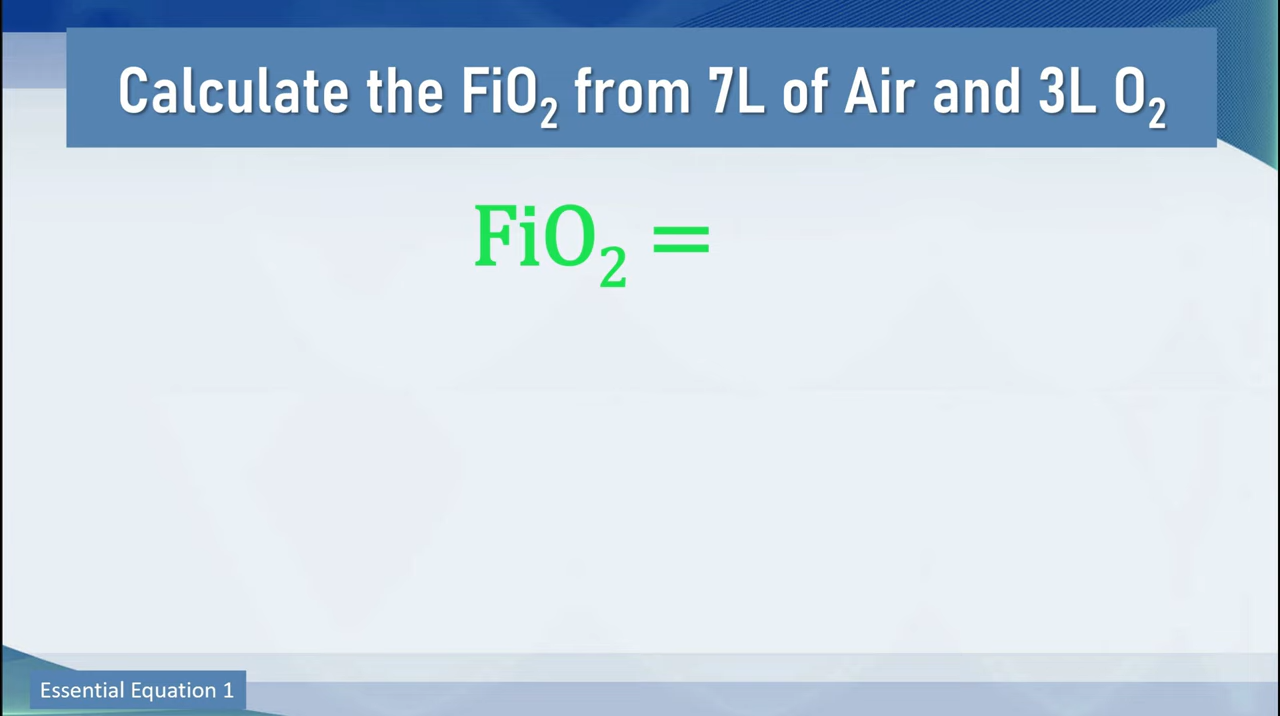 Calculate the FiO₂ from 7L of Air and 3L O₂
FiO₂ =
Essential Equation 1